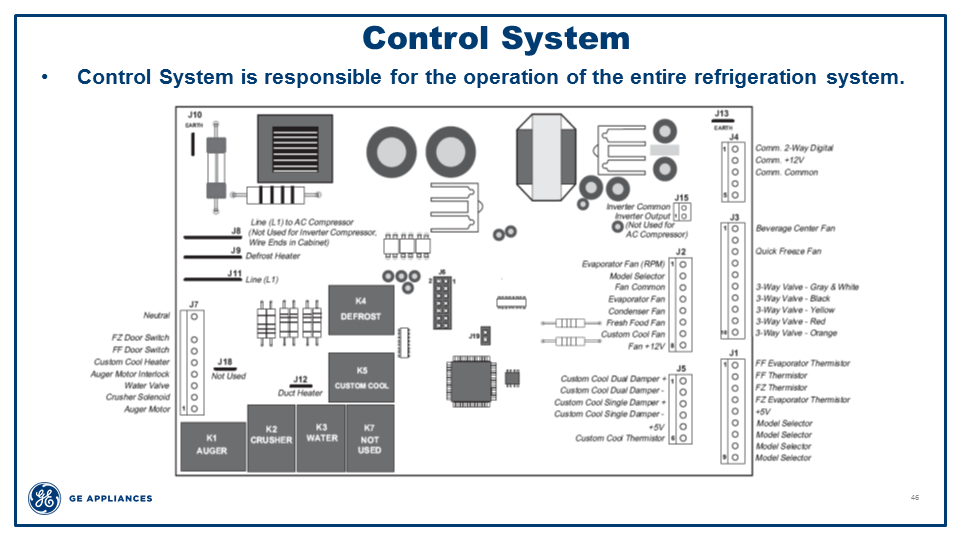 Control System
• Control System is responsible for the operation of the entire refrigeration system.
J10
EARTH
J13
EARTH
J4
1
5
Comm. 2-Way Digital
Comm. +12V
Comm. Common
J15
1
Inverter Common
Inverter Output
(Not Used for
AC Compressor)
Line (L1) to AC Compressor
J8
(Not Used for Inverter Compressor,
Wire Ends in Cabinet)
J9
Defrost Heater
J11
Line (L1)
J3
1
10
Beverage Center Fan
Quick Freeze Fan
3-Way Valve - Gray & White
3-Way Valve - Black
3-Way Valve - Yellow
3-Way Valve - Red
3-Way Valve - Orange
J2
1
8
Evaporator Fan (RPM)
Model Selector
Fan Common
Evaporator Fan
Condenser Fan
Fresh Food Fan
Custom Cool Fan
Fan +12V
J6
2
1
J19
J7
1
Neutral
FZ Door Switch
FF Door Switch
Custom Cool Heater
Auger Motor Interlock
Water Valve
Crusher Solenoid
Auger Motor
J18
Not Used
J12
Duct Heater
K4
DEFROST
K5
CUSTOM COOL
K1
AUGER
K2
CRUSHER
K3
WATER
K7
NOT
USED
J5
1
6
Custom Cool Dual Damper +
Custom Cool Dual Damper -
Custom Cool Single Damper +
Custom Cool Single Damper -
+5V
Custom Cool Thermistor
J1
1
9
FF Evaporator Thermistor
FF Thermistor
FZ Thermistor
FZ Evaporator Thermistor
+5V
Model Selector
Model Selector
Model Selector
Model Selector
GE APPLIANCES
46